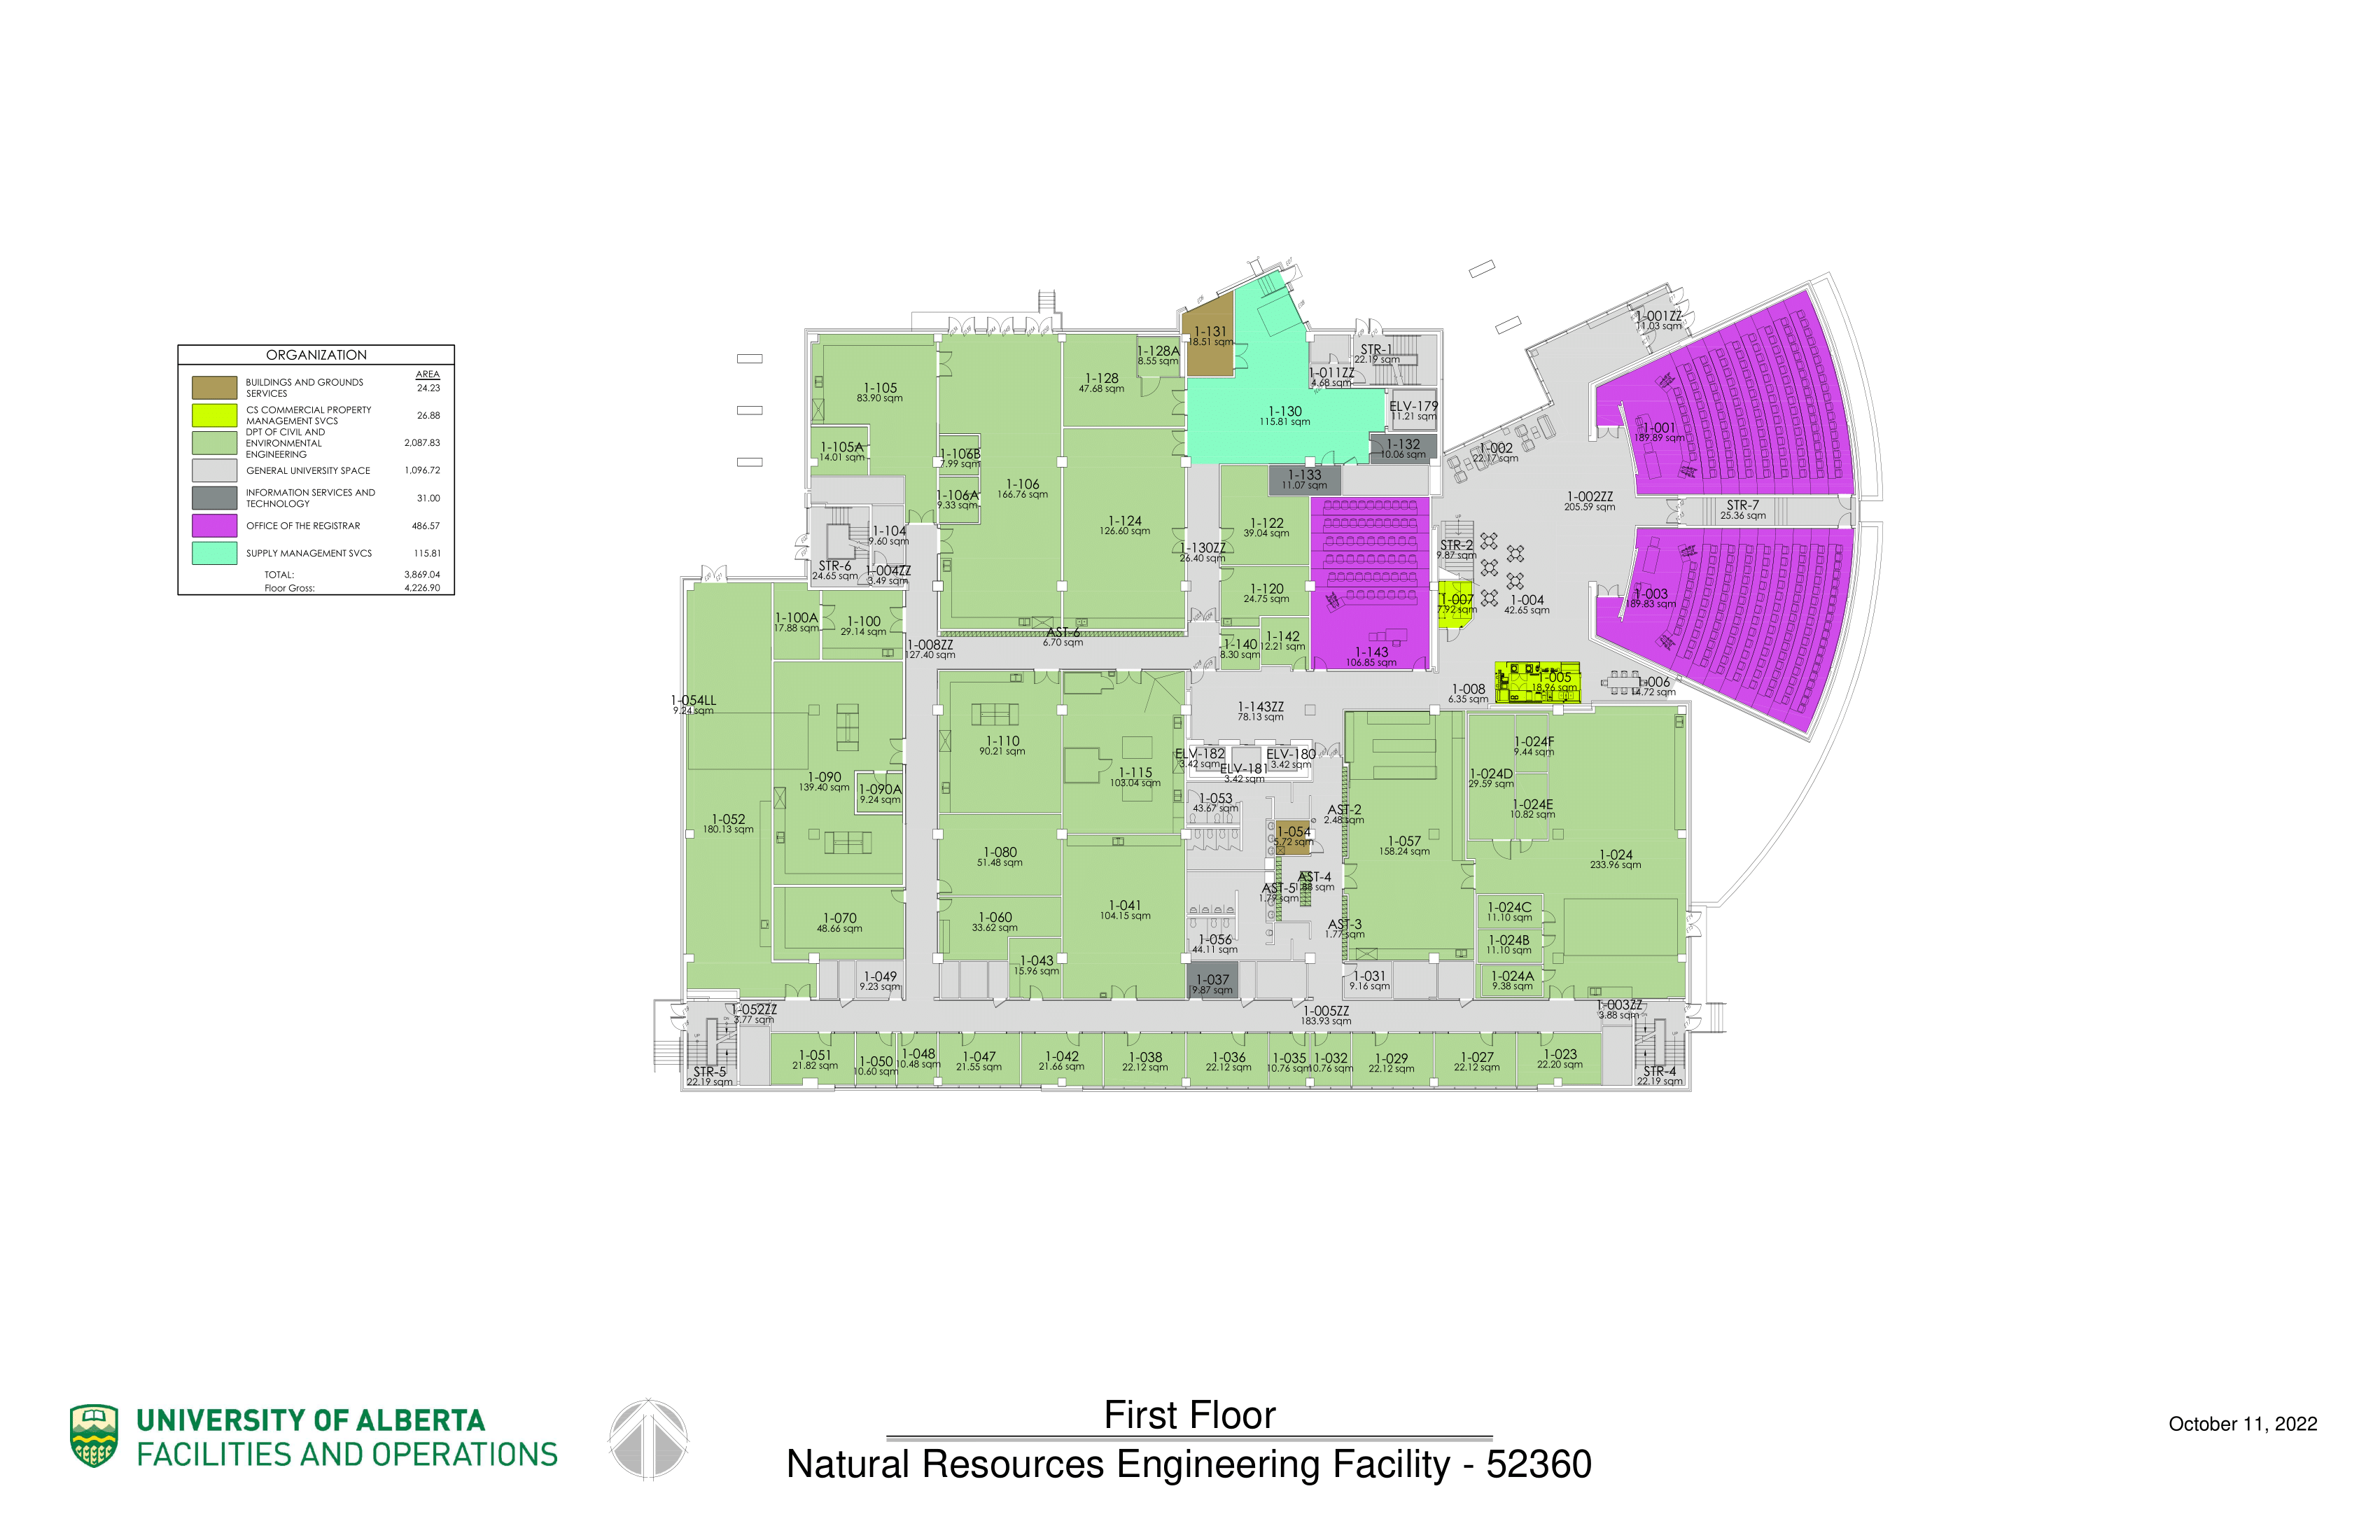 ORGANIZATION
AREA
BUILDINGS AND GROUNDS SERVICES 24.23
CS COMMERCIAL PROPERTY MANAGEMENT SVCS 26.88
DPT OF CIVIL AND ENVIRONMENTAL ENGINEERING 2,087.83
GENERAL UNIVERSITY SPACE 1,096.72
INFORMATION SERVICES AND TECHNOLOGY 31.00
OFFICE OF THE REGISTRAR 486.57
SUPPLY MANAGEMENT SVCS 115.81
TOTAL: 3,869.04
Floor Gross: 4,226.90
1-131
18.51 sqm
1-001ZZ
11.03 sqm
STR-1
22.19 sqm
1-128A
8.55 sqm
1-128
47.68 sqm
1-011ZZ
4.68 sqm
1-105
83.90 sqm
1-130
115.81 sqm
ELV-179
11.21 sqm
1-001
189.89 sqm
1-105A
14.01 sqm
1-106B
7.99 sqm
1-132
10.06 sqm
1-002
22.17 sqm
1-133
11.07 sqm
1-106
166.76 sqm
1-106A
9.33 sqm
1-002ZZ
205.59 sqm
STR-7
25.36 sqm
1-124
126.60 sqm
1-122
39.04 sqm
1-104
9.60 sqm
1-130ZZ
26.40 sqm
STR-2
9.87 sqm
STR-6
24.65 sqm
1-004ZZ
3.49 sqm
1-120
24.75 sqm
1-007
7.92 sqm
1-004
42.65 sqm
1-003
189.83 sqm
1-100A
17.88 sqm
1-100
29.14 sqm
AST-6
6.70 sqm
1-008ZZ
127.40 sqm
1-140
8.30 sqm
1-142
12.21 sqm
1-143
106.85 sqm
1-005
18.96 sqm
1-006
14.72 sqm
1-008
6.35 sqm
1-054LL
9.24 sqm
1-143ZZ
78.13 sqm
1-110
90.21 sqm
1-024F
9.44 sqm
ELV-182
3.42 sqm
ELV-181
3.42 sqm
ELV-180
3.42 sqm
1-115
103.04 sqm
1-024D
29.59 sqm
1-090
139.40 sqm
1-090A
9.24 sqm
1-053
43.67 sqm
AST-2
2.48 sqm
1-024E
10.82 sqm
1-052
180.13 sqm
1-054
5.72 sqm
1-057
158.24 sqm
1-080
51.48 sqm
1-024
233.96 sqm
AST-4
1.88 sqm
AST-5
1.79 sqm
1-041
104.15 sqm
1-070
48.66 sqm
1-060
33.62 sqm
1-024C
11.10 sqm
AST-3
1.77 sqm
1-056
44.11 sqm
1-024B
11.10 sqm
1-043
15.96 sqm
1-049
9.23 sqm
1-037
9.87 sqm
1-031
9.16 sqm
1-024A
9.38 sqm
1-052ZZ
3.77 sqm
1-005ZZ
183.93 sqm
1-003ZZ
3.88 sqm
1-051
21.82 sqm
1-050
10.60 sqm
1-048
10.48 sqm
1-047
21.55 sqm
1-042
21.66 sqm
1-038
22.12 sqm
1-036
22.12 sqm
1-035
10.76 sqm
1-032
10.76 sqm
1-029
22.12 sqm
1-027
22.12 sqm
1-023
22.20 sqm
STR-5
22.19 sqm
STR-4
22.19 sqm
UNIVERSITY OF ALBERTA
FACILITIES AND OPERATIONS
First Floor
Natural Resources Engineering Facility - 52360
October 11, 2022